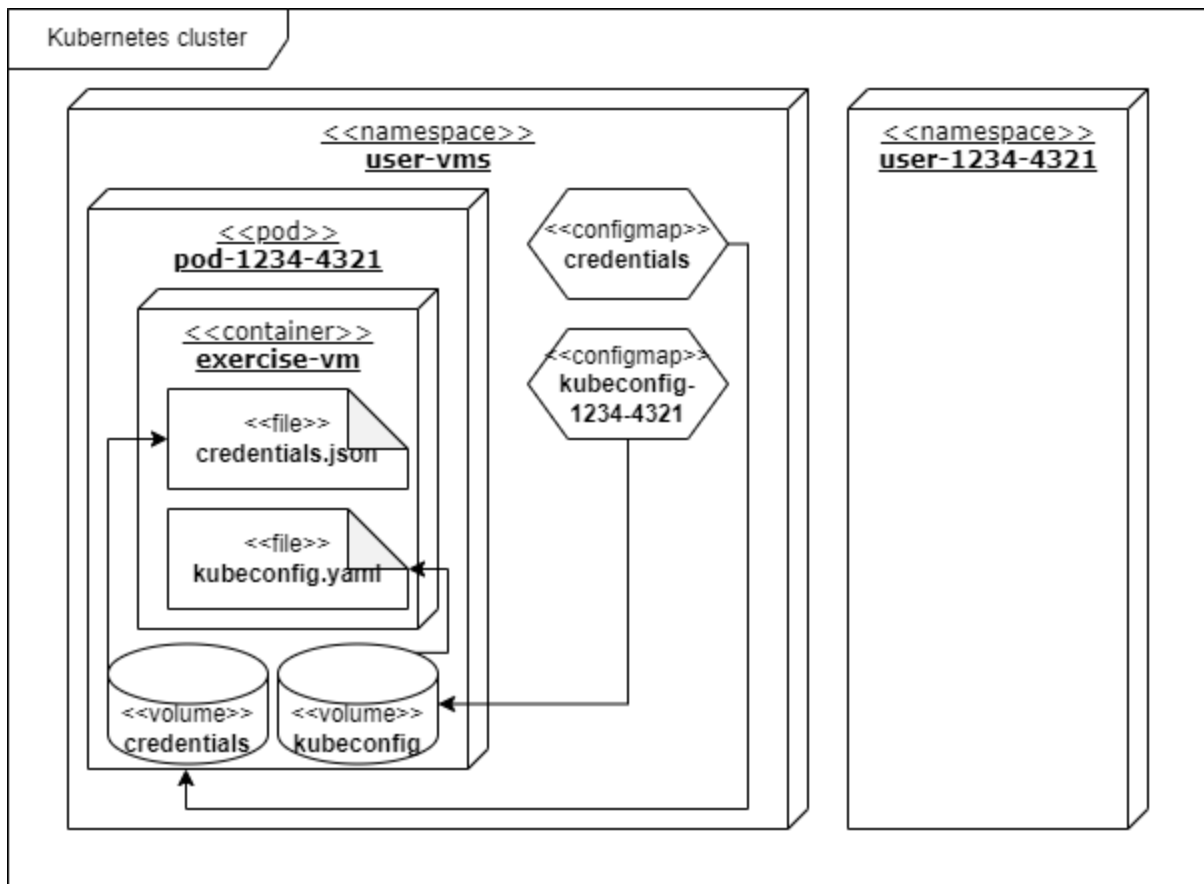 Kubernetes cluster
<<namespace>>
user-vms
<<namespace>>
user-1234-4321
<<pod>>
pod-1234-4321
<<configmap>>
credentials
<<container>>
exercise-vm
<<configmap>>
kubeconfig-
1234-4321
<<file>>
credentials.json
<<file>>
kubeconfig.yaml
<<volume>>
credentials
<<volume>>
kubeconfig